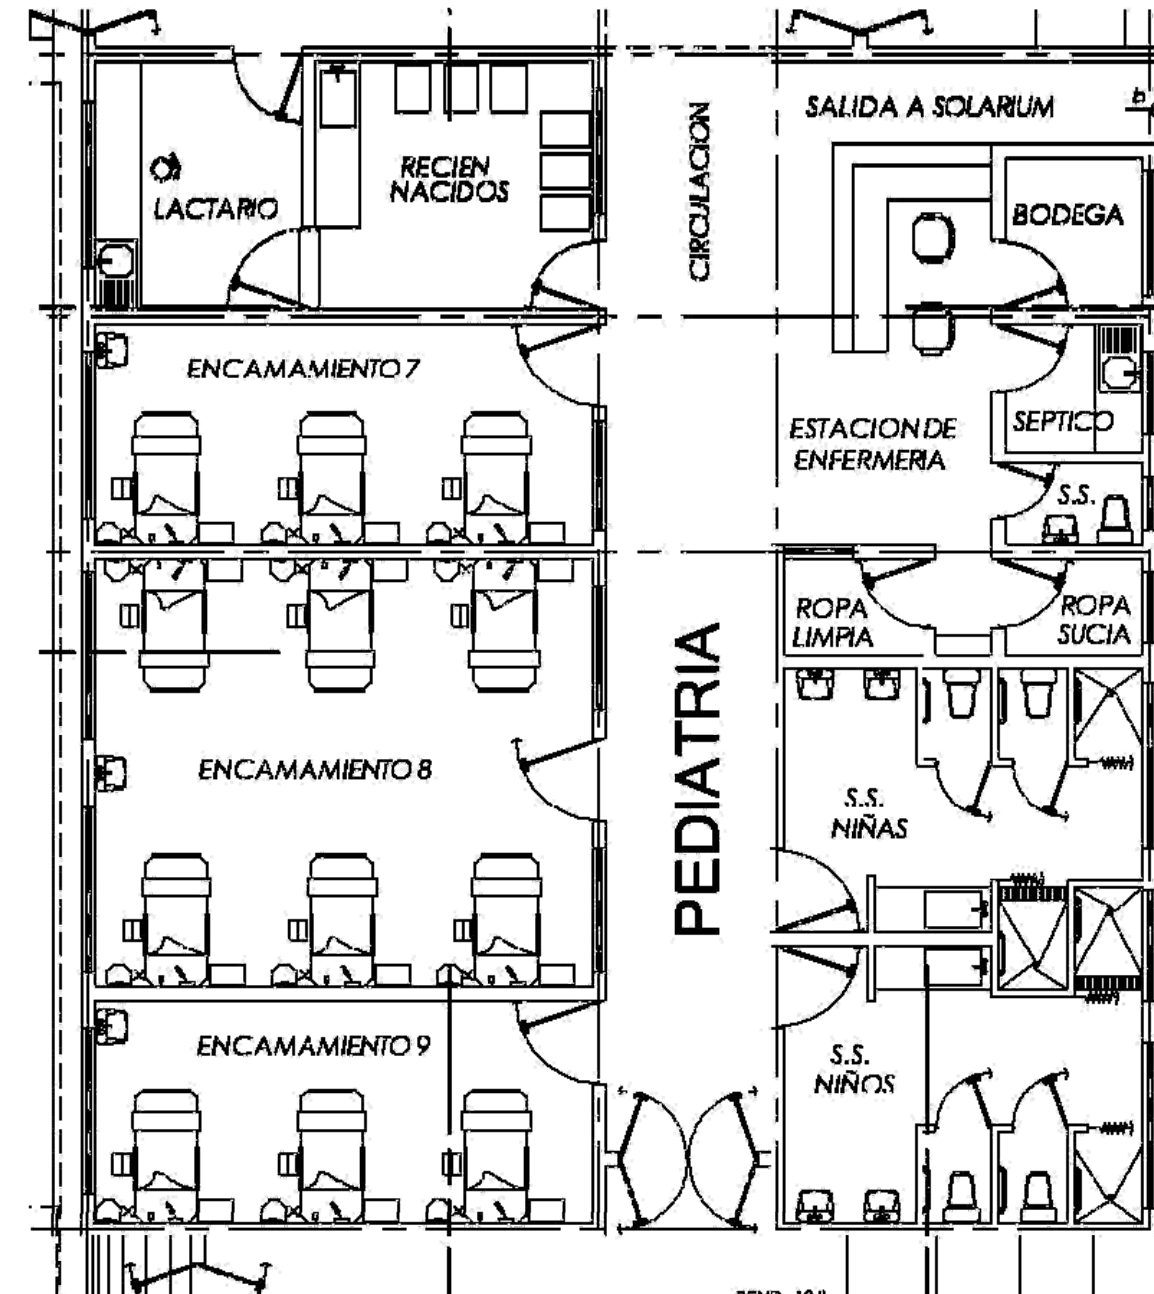 SALIDA A SOLARIUM
b
CIRCULACION
RECIEN
NACIDOS
LACTARIO
BODEGA
ENCAMAMIENTO 7
ESTACION DE
ENFERMERIA
SEPTICO
S.S.
ROPA
LIMPIA
ROPA
SUCIA
PEDIATRIA
ENCAMAMIENTO 8
S.S.
NIÑAS
ENCAMAMIENTO 9
S.S.
NIÑOS